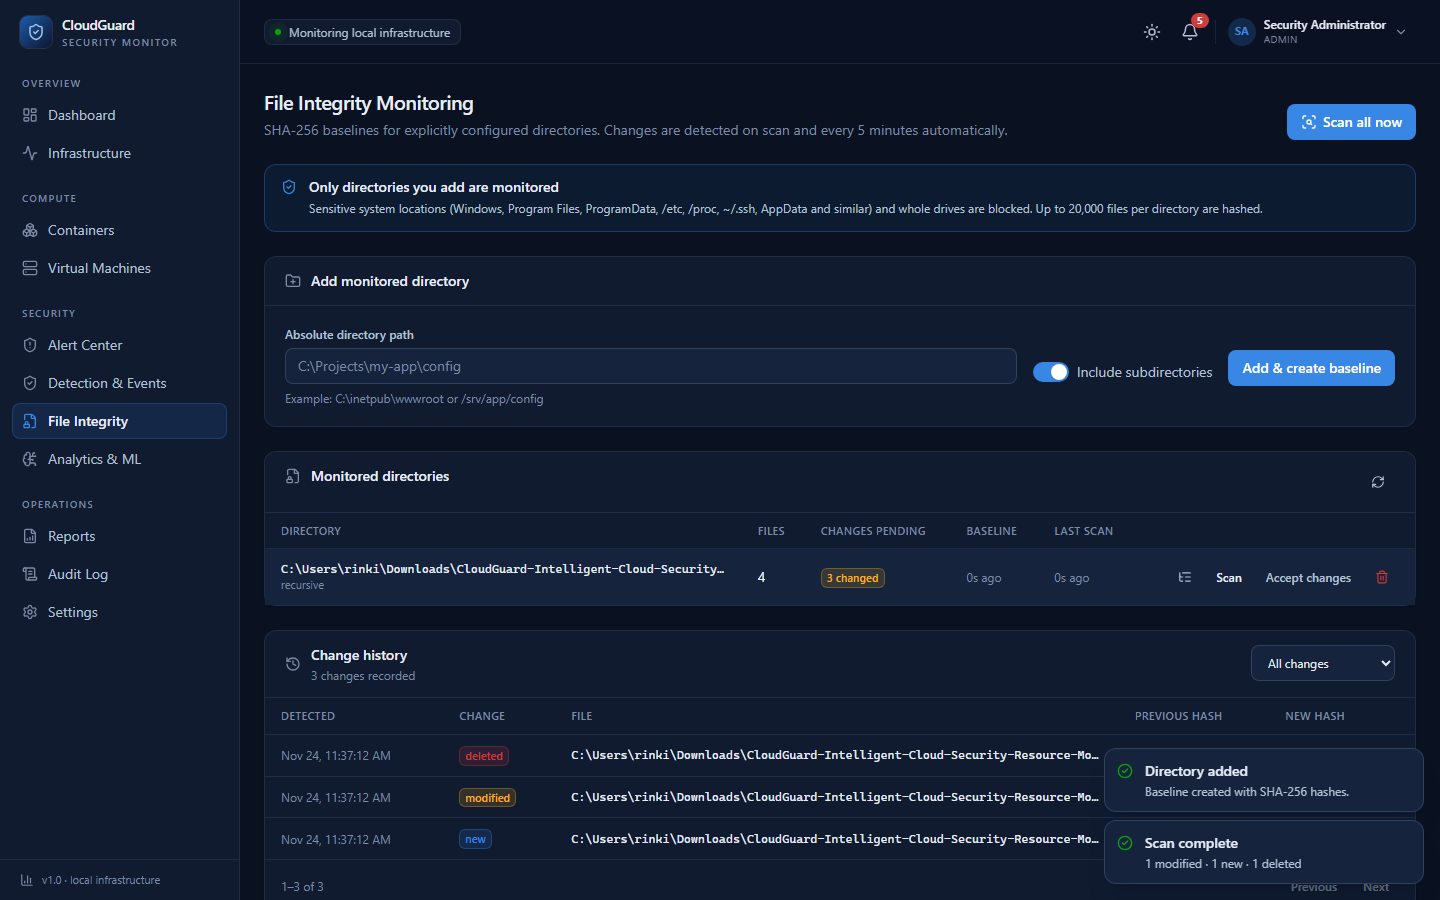 CloudGuard
SECURITY MONITOR
OVERVIEW
Dashboard
Infrastructure
COMPUTE
Containers
Virtual Machines
SECURITY
Alert Center
Detection & Events
File Integrity
Analytics & ML
OPERATIONS
Reports
Audit Log
Settings
v1.0 · local infrastructure
Monitoring local infrastructure
5
SA
Security Administrator
ADMIN
File Integrity Monitoring
SHA-256 baselines for explicitly configured directories. Changes are detected on scan and every 5 minutes automatically.
Scan all now
Only directories you add are monitored
Sensitive system locations (Windows, Program Files, ProgramData, /etc, /proc, ~/.ssh, AppData and similar) and whole drives are blocked. Up to 20,000 files per directory are hashed.
Add monitored directory
Absolute directory path
C:\Projects\my-app\config
Include subdirectories
Add & create baseline
Example: C:\inetpub\wwwroot or /srv/app/config
Monitored directories
DIRECTORY FILES CHANGES PENDING BASELINE LAST SCAN
C:\Users\rinki\Downloads\CloudGuard-Intelligent-Cloud-Security… 4 3 changed 0s ago 0s ago Scan Accept changes
recursive
Change history
3 changes recorded
All changes
DETECTED CHANGE FILE PREVIOUS HASH NEW HASH
Nov 24, 11:37:12 AM deleted C:\Users\rinki\Downloads\CloudGuard-Intelligent-Cloud-Security-Resource-Mo…
Nov 24, 11:37:12 AM modified C:\Users\rinki\Downloads\CloudGuard-Intelligent-Cloud-Security-Resource-Mo…
Nov 24, 11:37:12 AM new C:\Users\rinki\Downloads\CloudGuard-Intelligent-Cloud-Security-Resource-Mo…
1–3 of 3
Previous Next
Directory added
Baseline created with SHA-256 hashes.
Scan complete
1 modified · 1 new · 1 deleted